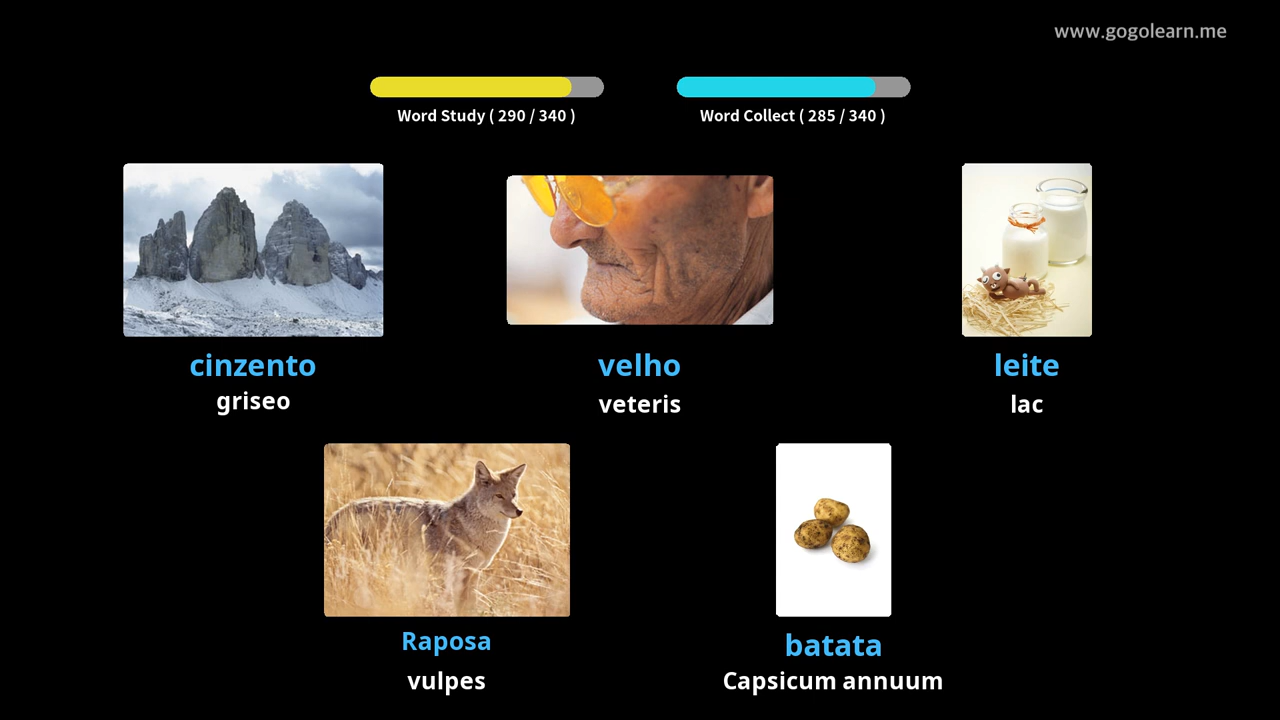 www.gogolearn.me
Word Study ( 290 / 340 )
Word Collect ( 285 / 340 )
cinzento
griseo
velho
veteris
leite
lac
Raposa
vulpes
batata
Capsicum annuum